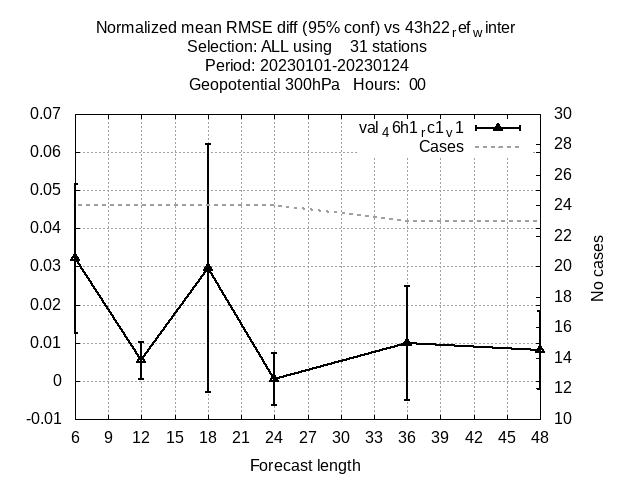 Normalized mean RMSE diff (95% conf) vs 43h22refwinter
Selection: ALL using 31 stations
Period: 20230101-20230124
Geopotential 300hPa Hours: 00
0.07
0.06
0.05
0.04
0.03
0.02
0.01
0
-0.01
30
28
26
24
22
20
18
16
14
12
10
val46h1rc1v1
Cases
No cases
6 9 12 15 18 21 24 27 30 33 36 39 42 45 48
Forecast length